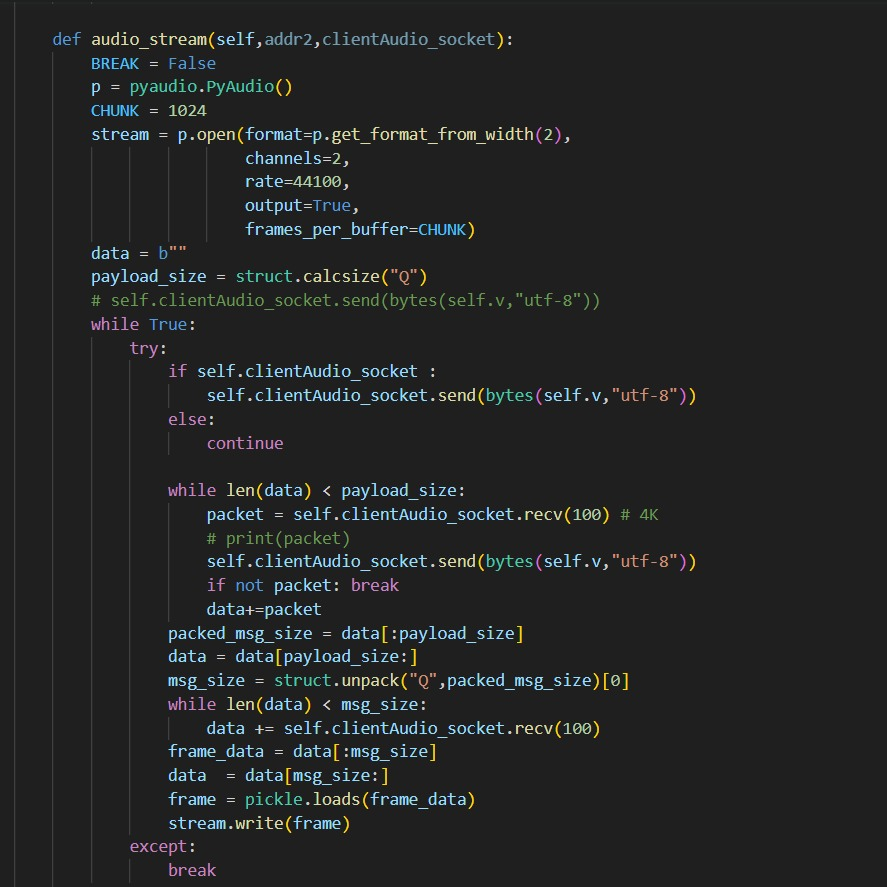 def audio_stream(self,addr2,clientAudio_socket):
    BREAK = False
    p = pyaudio.PyAudio()
    CHUNK = 1024
    stream = p.open(format=p.get_format_from_width(2),
                    channels=2,
                    rate=44100,
                    output=True,
                    frames_per_buffer=CHUNK)
    data = b""
    payload_size = struct.calcsize("Q")
    # self.clientAudio_socket.send(bytes(self.v,"utf-8"))
    while True:
        try:
            if self.clientAudio_socket :
                self.clientAudio_socket.send(bytes(self.v,"utf-8"))
            else:
                continue

            while len(data) < payload_size:
                packet = self.clientAudio_socket.recv(100) # 4K
                # print(packet)
                self.clientAudio_socket.send(bytes(self.v,"utf-8"))
                if not packet: break
                data+=packet
            packed_msg_size = data[:payload_size]
            data = data[payload_size:]
            msg_size = struct.unpack("Q",packed_msg_size)[0]
            while len(data) < msg_size:
                data += self.clientAudio_socket.recv(100)
            frame_data = data[:msg_size]
            data  = data[msg_size:]
            frame = pickle.loads(frame_data)
            stream.write(frame)
        except:
            break